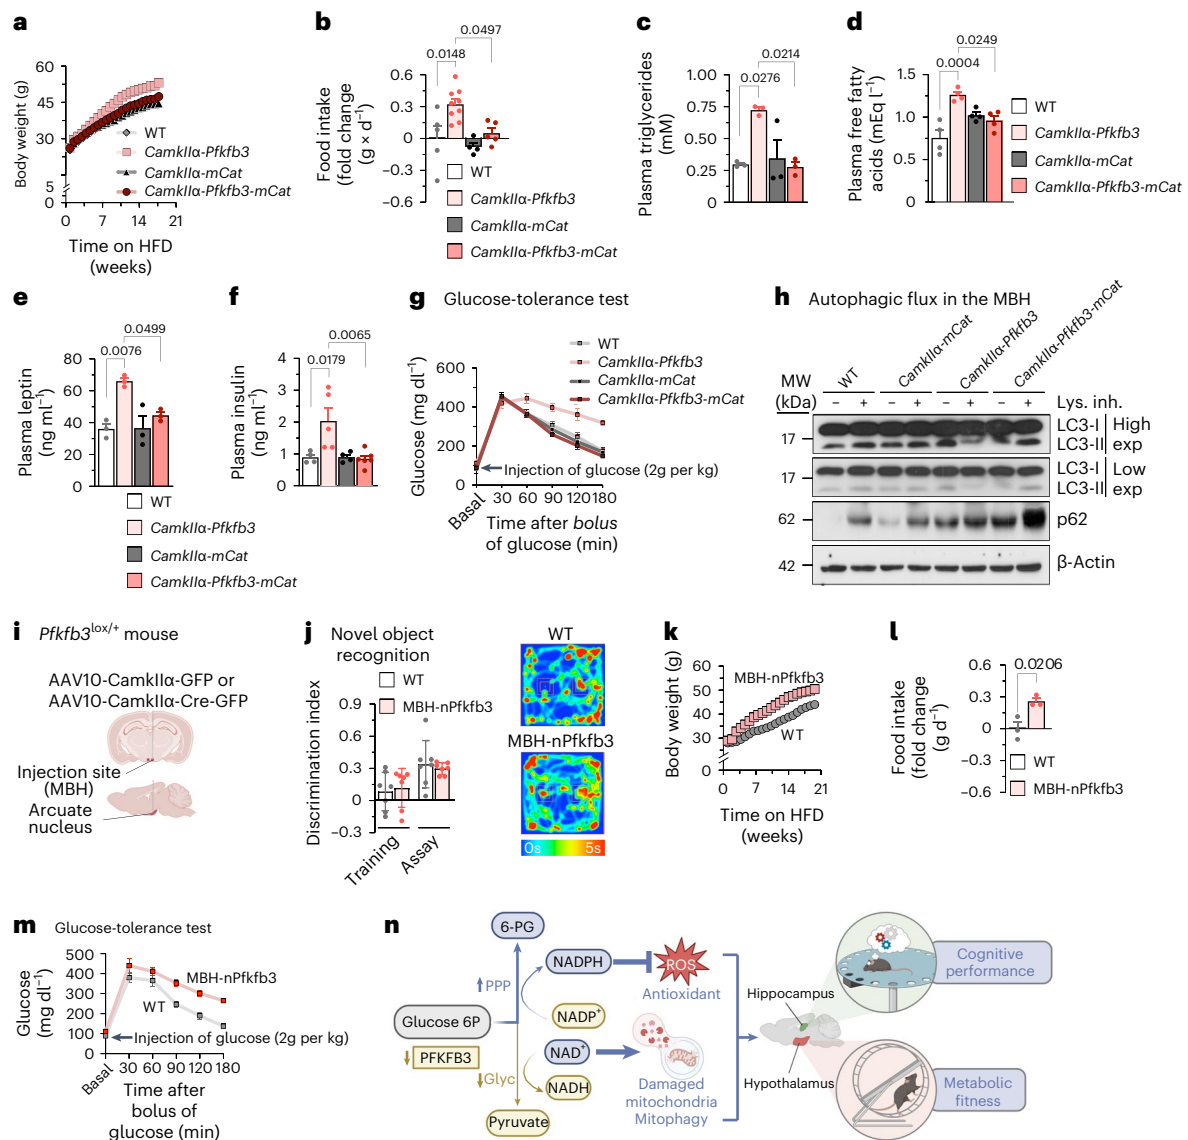 a
Body weight (g)
60
45
30
5
0
0
7
14
21
Time on HFD
(weeks)
WT
CamkIIα-Pfkfb3
CamkIIα-mCat
CamkIIα-Pfkfb3-mCat
b
Food intake
(fold change)
(g × d⁻¹)
0.6
0.3
0
−0.3
−0.6
0.0148
0.0497
WT
CamkIIα-Pfkfb3
CamkIIα-mCat
CamkIIα-Pfkfb3-mCat
c
Plasma triglycerides
(mM)
1.00
0.75
0.50
0.25
0
0.0276
0.0214
d
Plasma free fatty
acids (mEq l⁻¹)
1.5
1.0
0.5
0
0.0004
0.0249
WT
CamkIIα-Pfkfb3
CamkIIα-mCat
CamkIIα-Pfkfb3-mCat
e
Plasma leptin
(ng ml⁻¹)
80
60
40
20
0
0.0076
0.0499
WT
CamkIIα-Pfkfb3
CamkIIα-mCat
CamkIIα-Pfkfb3-mCat
f
Plasma insulin
(ng ml⁻¹)
4
3
2
1
0
0.0179
0.0065
g Glucose-tolerance test
Glucose (mg dl⁻¹)
600
400
200
0
WT
CamkIIα-Pfkfb3
CamkIIα-mCat
CamkIIα-Pfkfb3-mCat
Injection of glucose (2g per kg)
Basal
30
60
90
120
180
Time after bolus
of glucose (min)
h Autophagic flux in the MBH
WT
CamkIIα-mCat
CamkIIα-Pfkfb3
CamkIIα-Pfkfb3-mCat
MW
(kDa)
− + − + − + − + Lys. inh.
17
LC3-I
LC3-II
High
exp
17
LC3-I
LC3-II
Low
exp
62
p62
42
β-Actin
i Pfkfb3lox/+ mouse
AAV10-CamkIIα-GFP or
AAV10-CamkIIα-Cre-GFP
Injection site
(MBH)
Arcuate
nucleus
j Novel object
recognition
WT
MBH-nPfkfb3
Discrimination index
0.9
0.6
0.3
0
−0.3
Training
Assay
WT
MBH-nPfkfb3
0s
5s
k
Body weight (g)
60
50
40
30
0
MBH-nPfkfb3
WT
0
7
14
21
Time on HFD
(weeks)
l
Food intake
(fold change)
(g d⁻¹)
0.6
0.3
0
−0.3
−0.6
0.0206
WT
MBH-nPfkfb3
m Glucose-tolerance test
Glucose
(mg dl⁻¹)
500
400
300
200
100
0
MBH-nPfkfb3
WT
Injection of glucose (2g per kg)
Basal
30
60
90
120
180
Time after
bolus of
glucose (min)
n
6-PG
NADPH
ROS
PPP
Antioxidant
Glucose 6P
NADP⁺
PFKFB3
NAD⁺
Glyc
NADH
Damaged
mitochondria
Mitophagy
Pyruvate
Hippocampus
Hypothalamus
Cognitive
performance
Metabolic
fitness